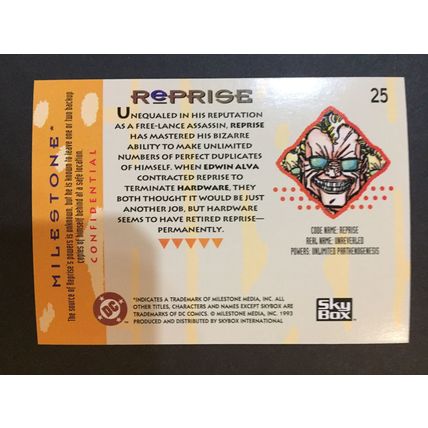 RePRISE
25
UNEQUALED IN HIS REPUTATION
AS A FREE-LANCE ASSASSIN, REPRISE
HAS MASTERED HIS BIZARRE
ABILITY TO MAKE UNLIMITED
NUMBERS OF PERFECT DUPLICATES
OF HIMSELF. WHEN EDWIN ALVA
CONTRACTED REPRISE TO
TERMINATE HARDWARE, THEY
BOTH THOUGHT IT WOULD BE JUST
ANOTHER JOB, BUT HARDWARE
SEEMS TO HAVE RETIRED REPRISE—
PERMANENTLY.
CODE NAME: REPRISE
REAL NAME: UNREVEALED
POWERS: UNLIMITED PARTHENOGENESIS
MILESTONE*
The source of Reprise's powers is unknown, but he is known to leave one or two backup
copies of himself behind at a safe location.
CONFIDENTIAL
DC
*INDICATES A TRADEMARK OF MILESTONE MEDIA, INC. ALL
OTHER TITLES, CHARACTERS AND NAMES EXCEPT SKYBOX ARE
TRADEMARKS OF DC COMICS. © MILESTONE MEDIA, INC. 1993
PRODUCED AND DISTRIBUTED BY SKYBOX INTERNATIONAL
SkyBox™